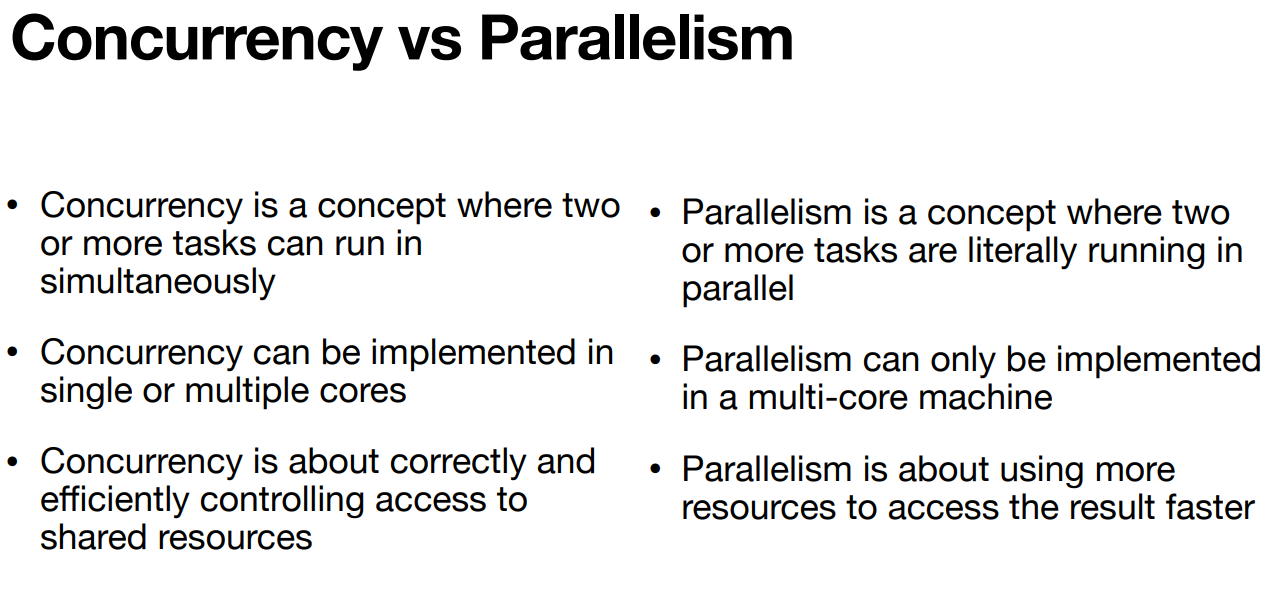 Concurrency vs Parallelism
• Concurrency is a concept where two
or more tasks can run in
simultaneously
• Concurrency can be implemented in
single or multiple cores
• Concurrency is about correctly and
efficiently controlling access to
shared resources
• Parallelism is a concept where two
or more tasks are literally running in
parallel
• Parallelism can only be implemented
in a multi-core machine
• Parallelism is about using more
resources to access the result faster